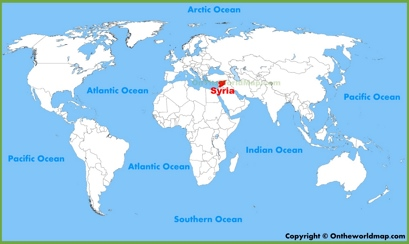 Arctic Ocean
Atlantic Ocean
Syria
Pacific Ocean
Pacific Ocean
Atlantic Ocean
Indian Ocean
Southern Ocean
Copyright © Ontheworldmap.com